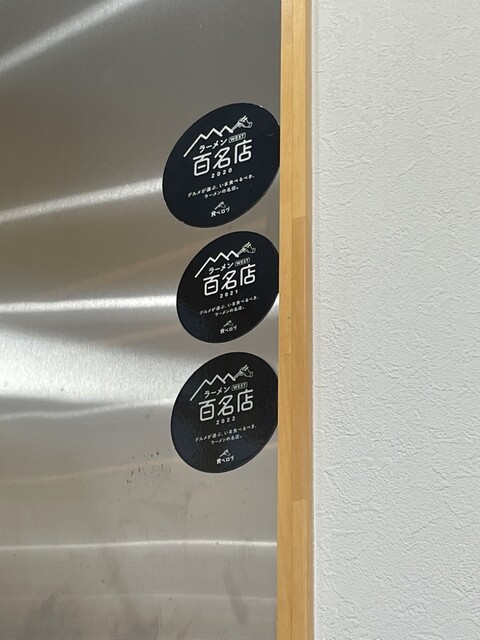 ラーメン WEST
百名店
2020
グルメが選ぶ、いま食べるべき、
ラーメンの名店。
食べログ
ラーメン WEST
百名店
2021
グルメが選ぶ、いま食べるべき、
ラーメンの名店。
食べログ
ラーメン WEST
百名店
2022
グルメが選ぶ、いま食べるべき、
ラーメンの名店。
食べログ